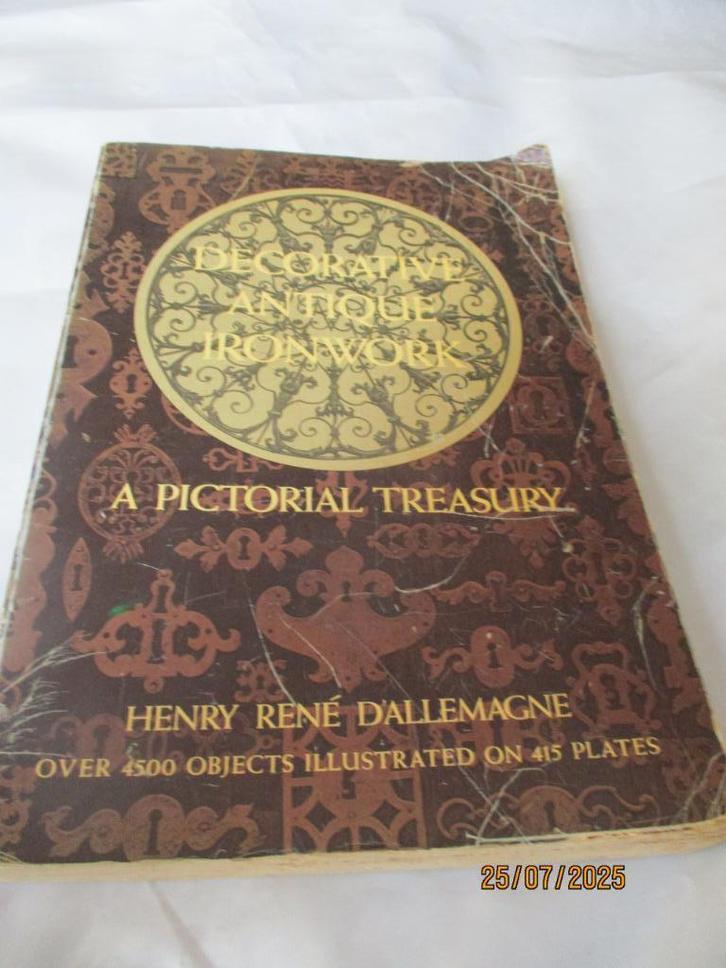 DECORATIVE
ANTIQUE
IRONWORK
A PICTORIAL TREASURY
HENRY RENÉ D'ALLEMAGNE
OVER 4500 OBJECTS ILLUSTRATED ON 415 PLATES
25/07/2025